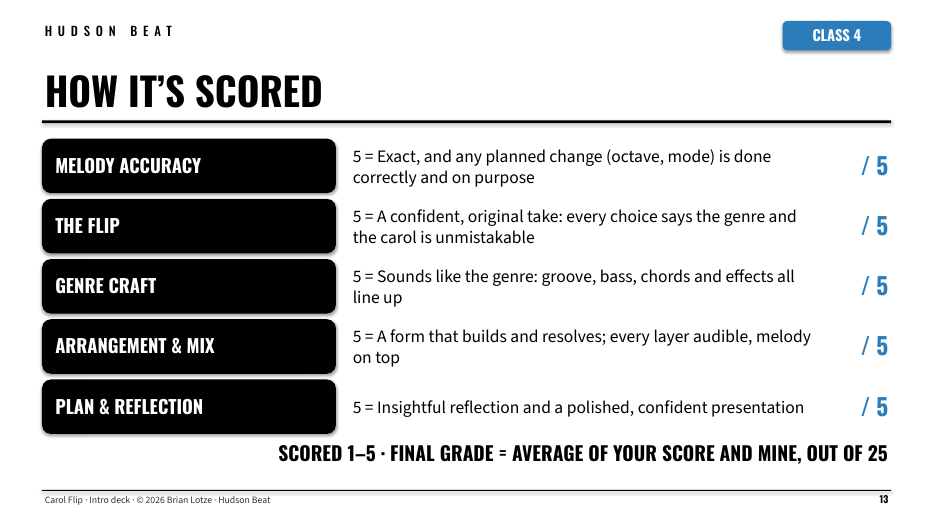 HUDSON BEAT
CLASS 4
HOW IT’S SCORED
MELODY ACCURACY
5 = Exact, and any planned change (octave, mode) is done
correctly and on purpose
/ 5
THE FLIP
5 = A confident, original take: every choice says the genre and
the carol is unmistakable
/ 5
GENRE CRAFT
5 = Sounds like the genre: groove, bass, chords and effects all
line up
/ 5
ARRANGEMENT & MIX
5 = A form that builds and resolves; every layer audible, melody
on top
/ 5
PLAN & REFLECTION
5 = Insightful reflection and a polished, confident presentation
/ 5
SCORED 1–5 · FINAL GRADE = AVERAGE OF YOUR SCORE AND MINE, OUT OF 25
Carol Flip · Intro deck · © 2026 Brian Lotze · Hudson Beat
13